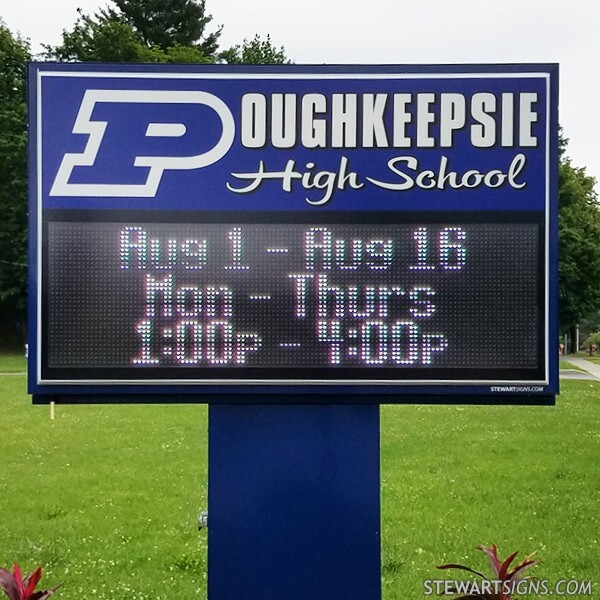 POUGHKEEPSIE
High School
Aug 1 - Aug 16
Mon - Thurs
1:00P - 4:00P
STEWARTSIGNS.COM
STEWARTSIGNS.COM